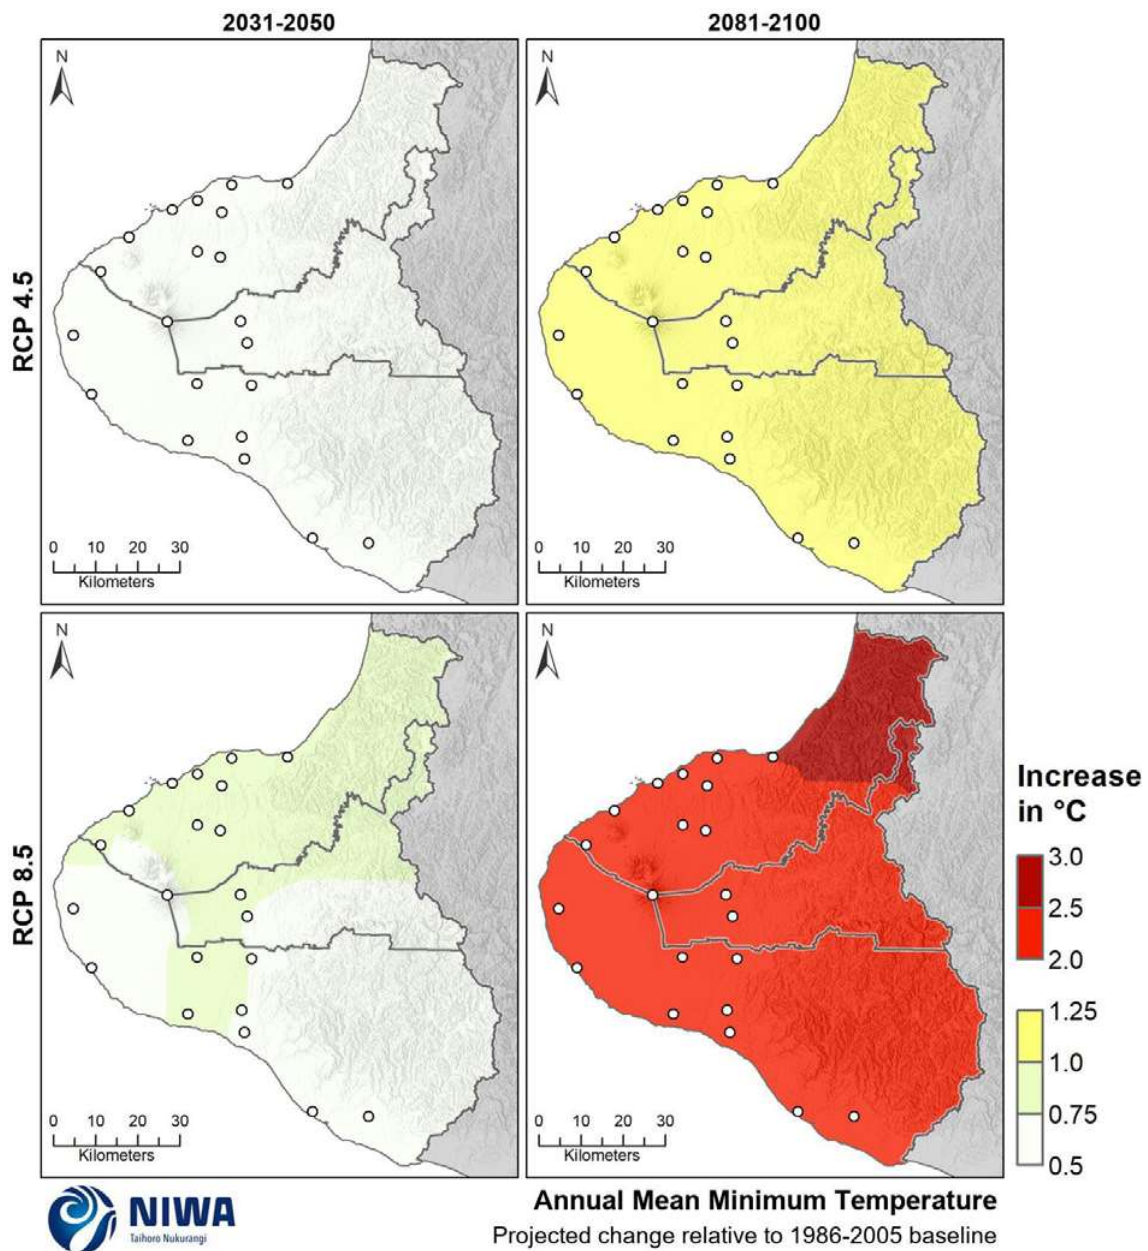 2031-2050
2081-2100
RCP 4.5
N
0 10 20 30
Kilometers
N
0 10 20 30
Kilometers
RCP 8.5
N
0 10 20 30
Kilometers
N
0 10 20 30
Kilometers
Increase
in °C
3.0
2.5
2.0
1.25
1.0
0.75
0.5
NIWA
Taihoro Nukurangi
Annual Mean Minimum Temperature
Projected change relative to 1986-2005 baseline